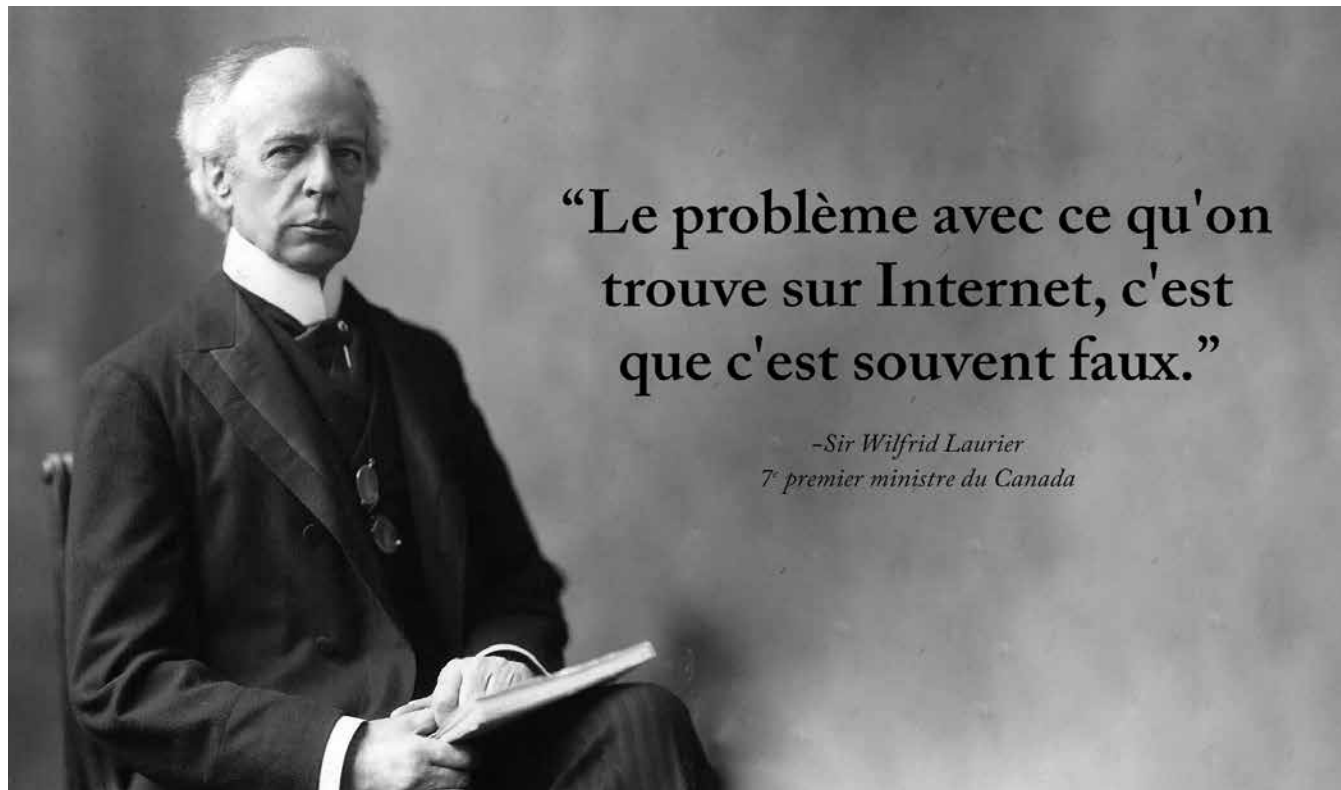 “Le problème avec ce qu'on
trouve sur Internet, c'est
que c'est souvent faux.”
–Sir Wilfrid Laurier
7e premier ministre du Canada